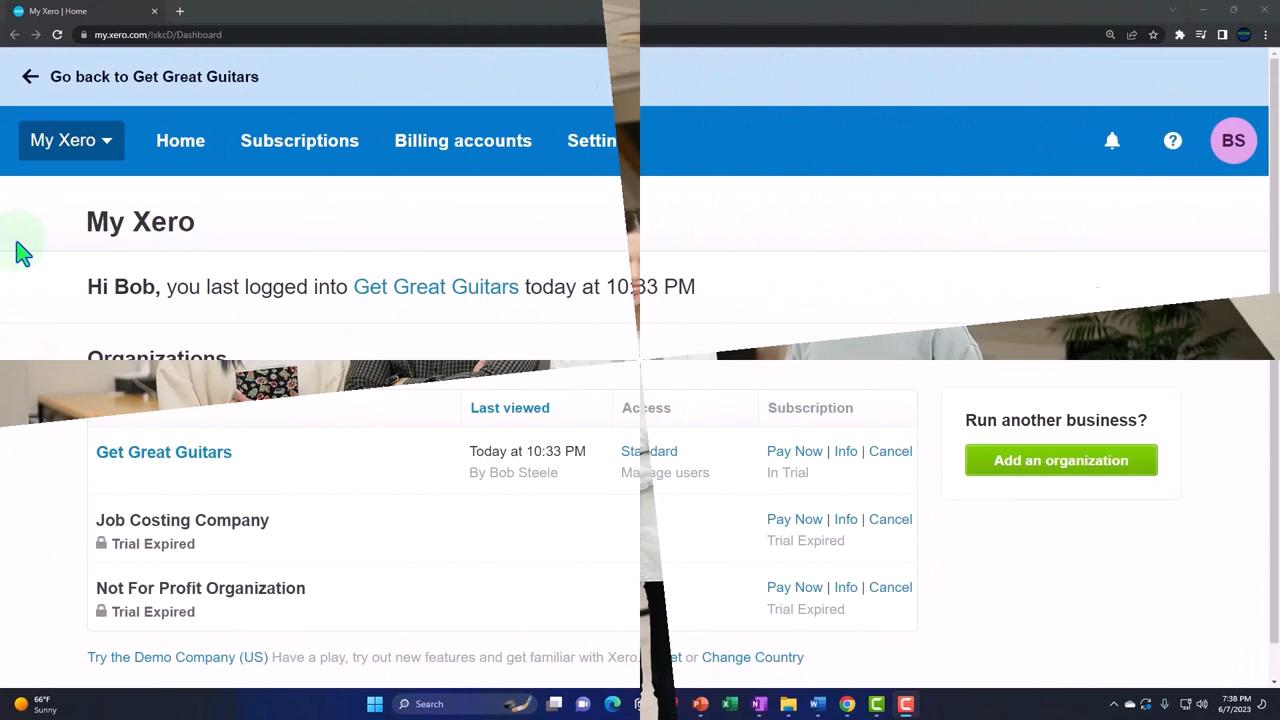 My Xero | Home
my.xero.com/!xkcD/Dashboard
Go back to Get Great Guitars
My Xero Home Subscriptions Billing accounts Settin BS
My Xero
Hi Bob, you last logged into Get Great Guitars today at 10:33 PM
Organizations
Last viewed Access Subscription
Run another business?
Get Great Guitars Today at 10:33 PM Standard Pay Now | Info | Cancel
Add an organization
By Bob Steele Manage users In Trial
Job Costing Company Pay Now | Info | Cancel
Trial Expired Trial Expired
Not For Profit Organization Pay Now | Info | Cancel
Trial Expired Trial Expired
Try the Demo Company (US) Have a play, try out new features and get familiar with Xero. or Change Country
66°F
Sunny
Search
7:38 PM
6/7/2023